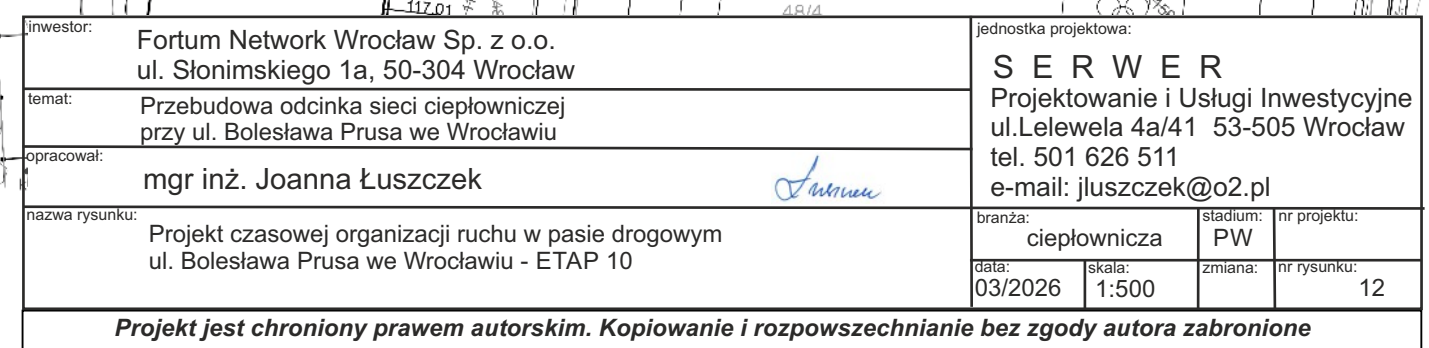 117.01
48/4
inwestor:
Fortum Network Wrocław Sp. z o.o.
ul. Słonimskiego 1a, 50-304 Wrocław
temat:
Przebudowa odcinka sieci ciepłowniczej
przy ul. Bolesława Prusa we Wrocławiu
opracował:
mgr inż. Joanna Łuszczek
nazwa rysunku:
Projekt czasowej organizacji ruchu w pasie drogowym
ul. Bolesława Prusa we Wrocławiu - ETAP 10
jednostka projektowa:
S E R W E R
Projektowanie i Usługi Inwestycyjne
ul.Lelewela 4a/41 53-505 Wrocław
tel. 501 626 511
e-mail: jluszczek@o2.pl
branża:
ciepłownicza
stadium:
PW
nr projektu:
data:
03/2026
skala:
1:500
zmiana:
nr rysunku:
12
Projekt jest chroniony prawem autorskim. Kopiowanie i rozpowszechnianie bez zgody autora zabronione